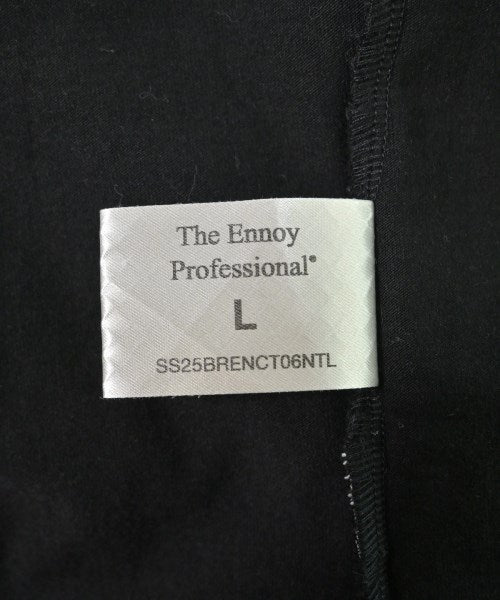 The Ennoy
Professional®
L
SS25BRENCT06NTL